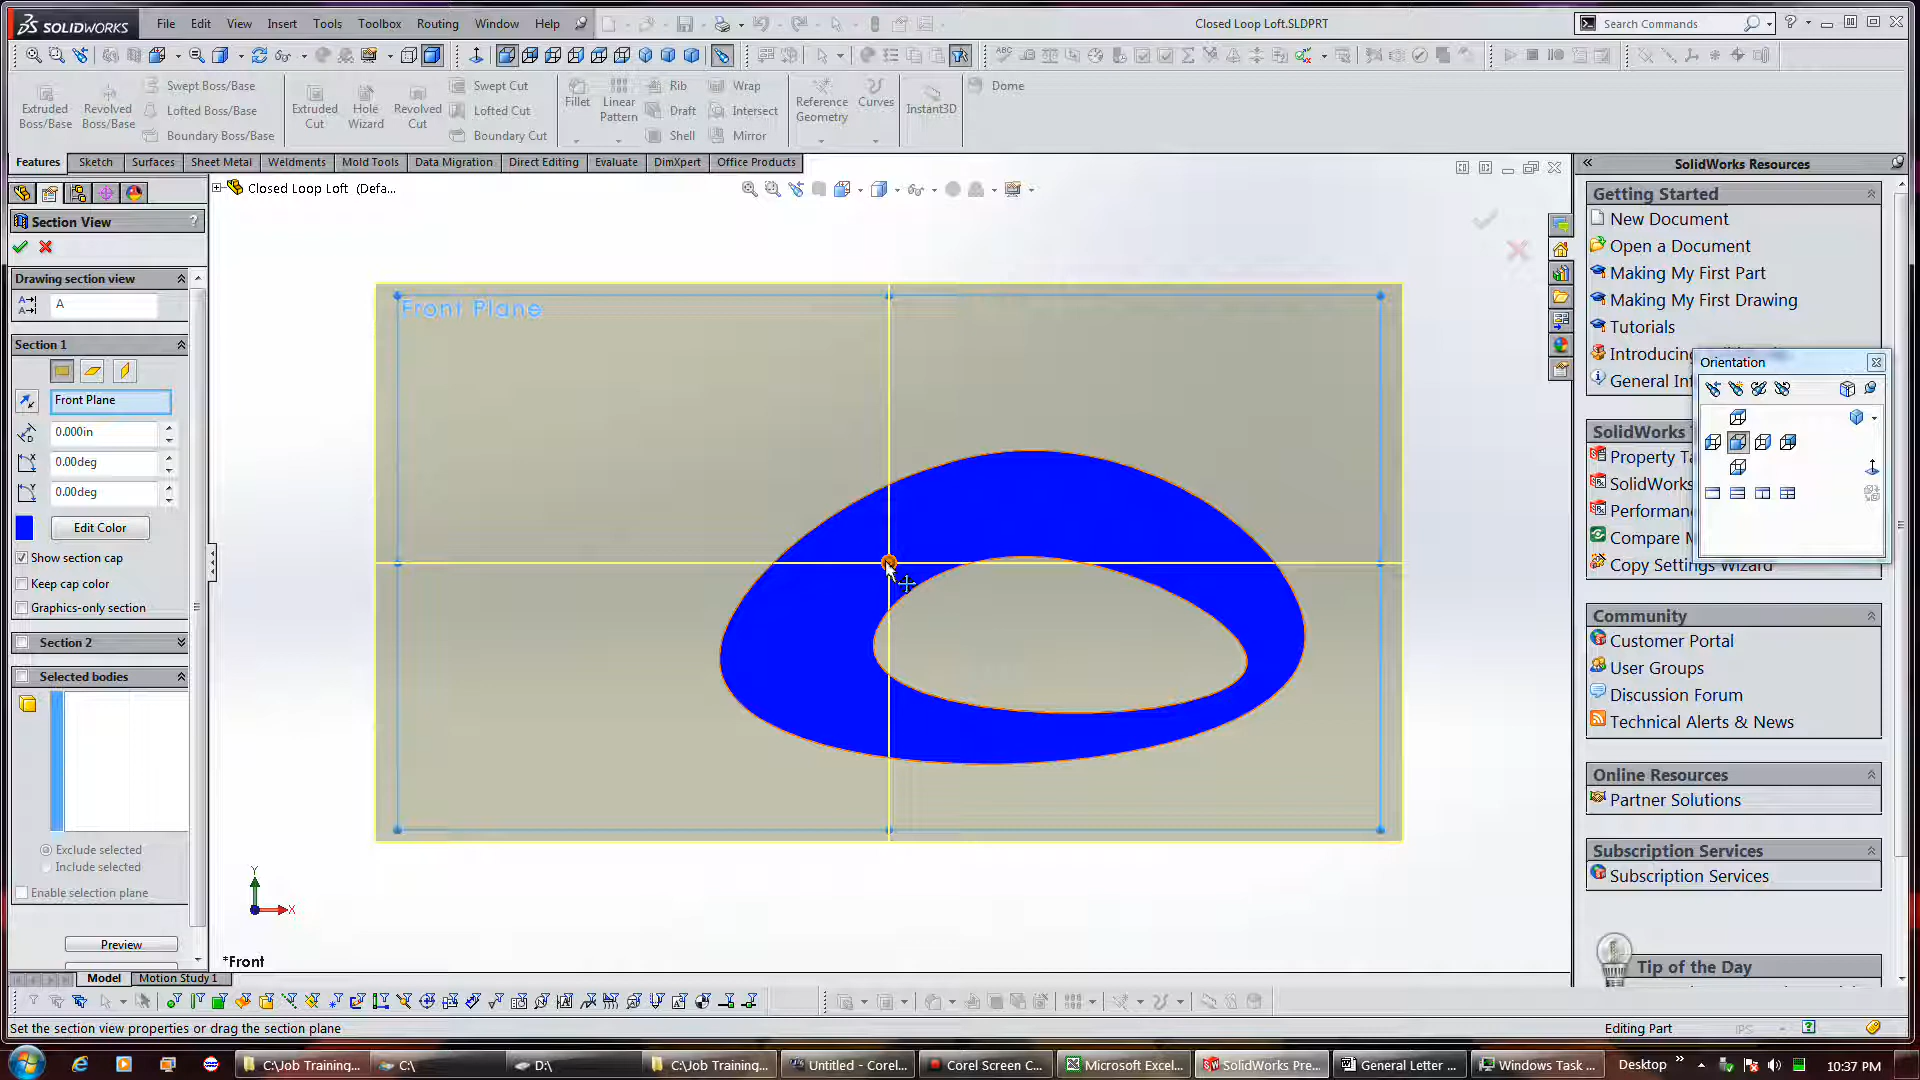 SOLIDWORKS
File Edit View Insert Tools Toolbox Routing Window Help
Closed Loop Loft.SLDPRT
Search Commands
Extruded Boss/Base
Revolved Boss/Base
Swept Boss/Base
Lofted Boss/Base
Boundary Boss/Base
Extruded Cut
Hole Wizard
Revolved Cut
Swept Cut
Lofted Cut
Boundary Cut
Fillet
Linear Pattern
Rib
Draft
Shell
Wrap
Intersect
Mirror
Reference Geometry
Curves
Instant3D
Dome
Features Sketch Surfaces Sheet Metal Weldments Mold Tools Data Migration Direct Editing Evaluate DimXpert Office Products
Closed Loop Loft (Defa...
Section View
?
Drawing section view
A
Section 1
Front Plane
0.000in
0.00deg
0.00deg
Edit Color
Show section cap
Keep cap color
Graphics-only section
Section 2
Selected bodies
Exclude selected
Include selected
Enable selection plane
Preview
Front Plane
Y
X
*Front
Model Motion Study 1
SolidWorks Resources
Getting Started
New Document
Open a Document
Making My First Part
Making My First Drawing
Tutorials
Introducing
General In
Orientation
SolidWorks
Property Ta
SolidWorks
Performan
Compare M
Copy Settings Wizard
Community
Customer Portal
User Groups
Discussion Forum
Technical Alerts & News
Online Resources
Partner Solutions
Subscription Services
Subscription Services
Tip of the Day
Set the section view properties or drag the section plane
Editing Part
IPS
C:\Job Training...
C:\
D:\
C:\Job Training...
Untitled - Corel...
Corel Screen C...
Microsoft Excel...
SolidWorks Pre...
General Letter ...
Windows Task ...
Desktop
10:37 PM